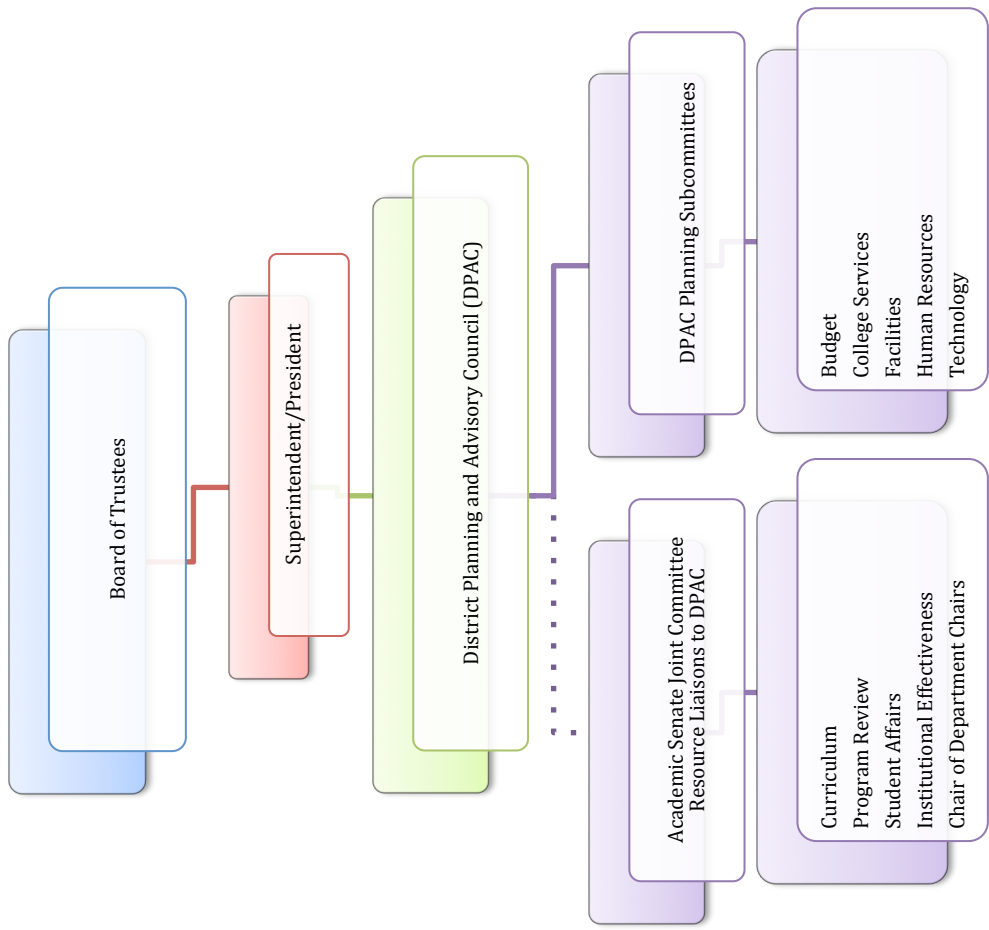 Board of Trustees
Superintendent/President
District Planning and Advisory Council (DPAC)
Academic Senate Joint Committee
Resource Liaisons to DPAC
Curriculum
Program Review
Student Affairs
Institutional Effectiveness
Chair of Department Chairs
DPAC Planning Subcommittees
Budget
College Services
Facilities
Human Resources
Technology